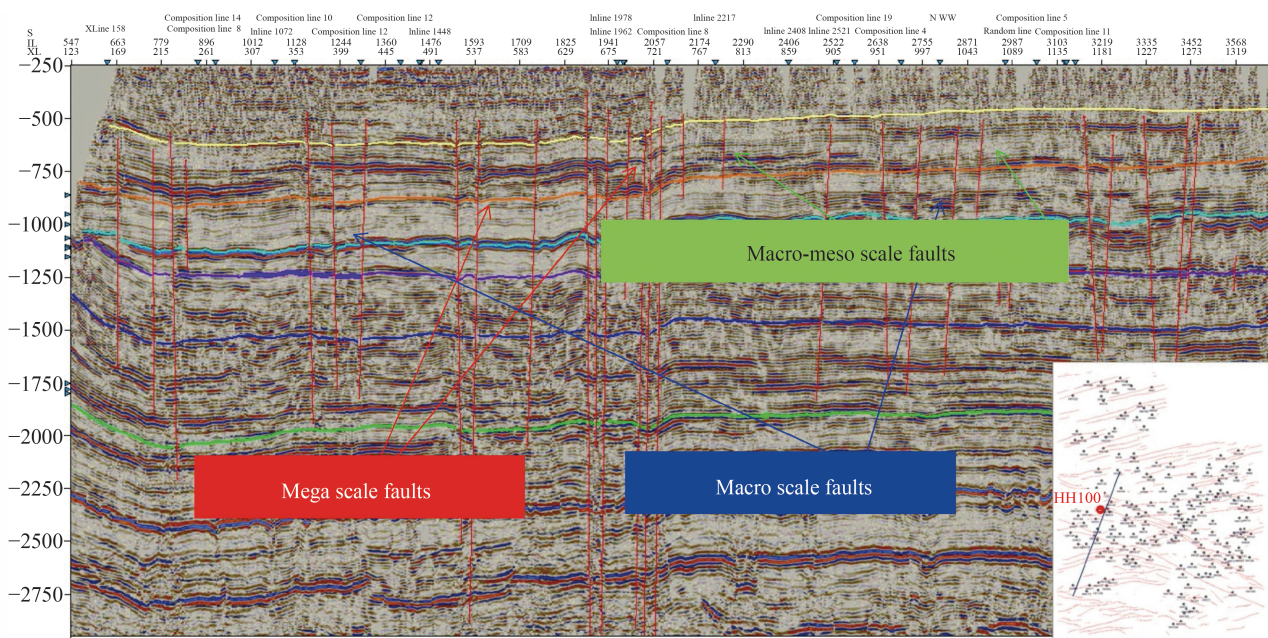 Composition line 14 Composition line 10 Composition line 12 Inline 1978 Inline 2217 Composition line 19 N WW Composition line 5
XLine 158 Composition line 8 Inline 1072 Composition line 12 Inline 1448 Inline 1962 Composition line 8 Inline 2408 Inline 2521 Composition line 4 Random line Composition line 11
S
IL 547 663 779 896 1012 1128 1244 1360 1476 1593 1709 1825 1941 2057 2174 2290 2406 2522 2638 2755 2871 2987 3103 3219 3335 3452 3568
XL 123 169 215 261 307 353 399 445 491 537 583 629 675 721 767 813 859 905 951 997 1043 1089 1135 1181 1227 1273 1319
−250
−500
−750
−1000
Macro-meso scale faults
−1250
−1500
−1750
−2000
Mega scale faults
Macro scale faults
HH100
−2250
−2500
−2750